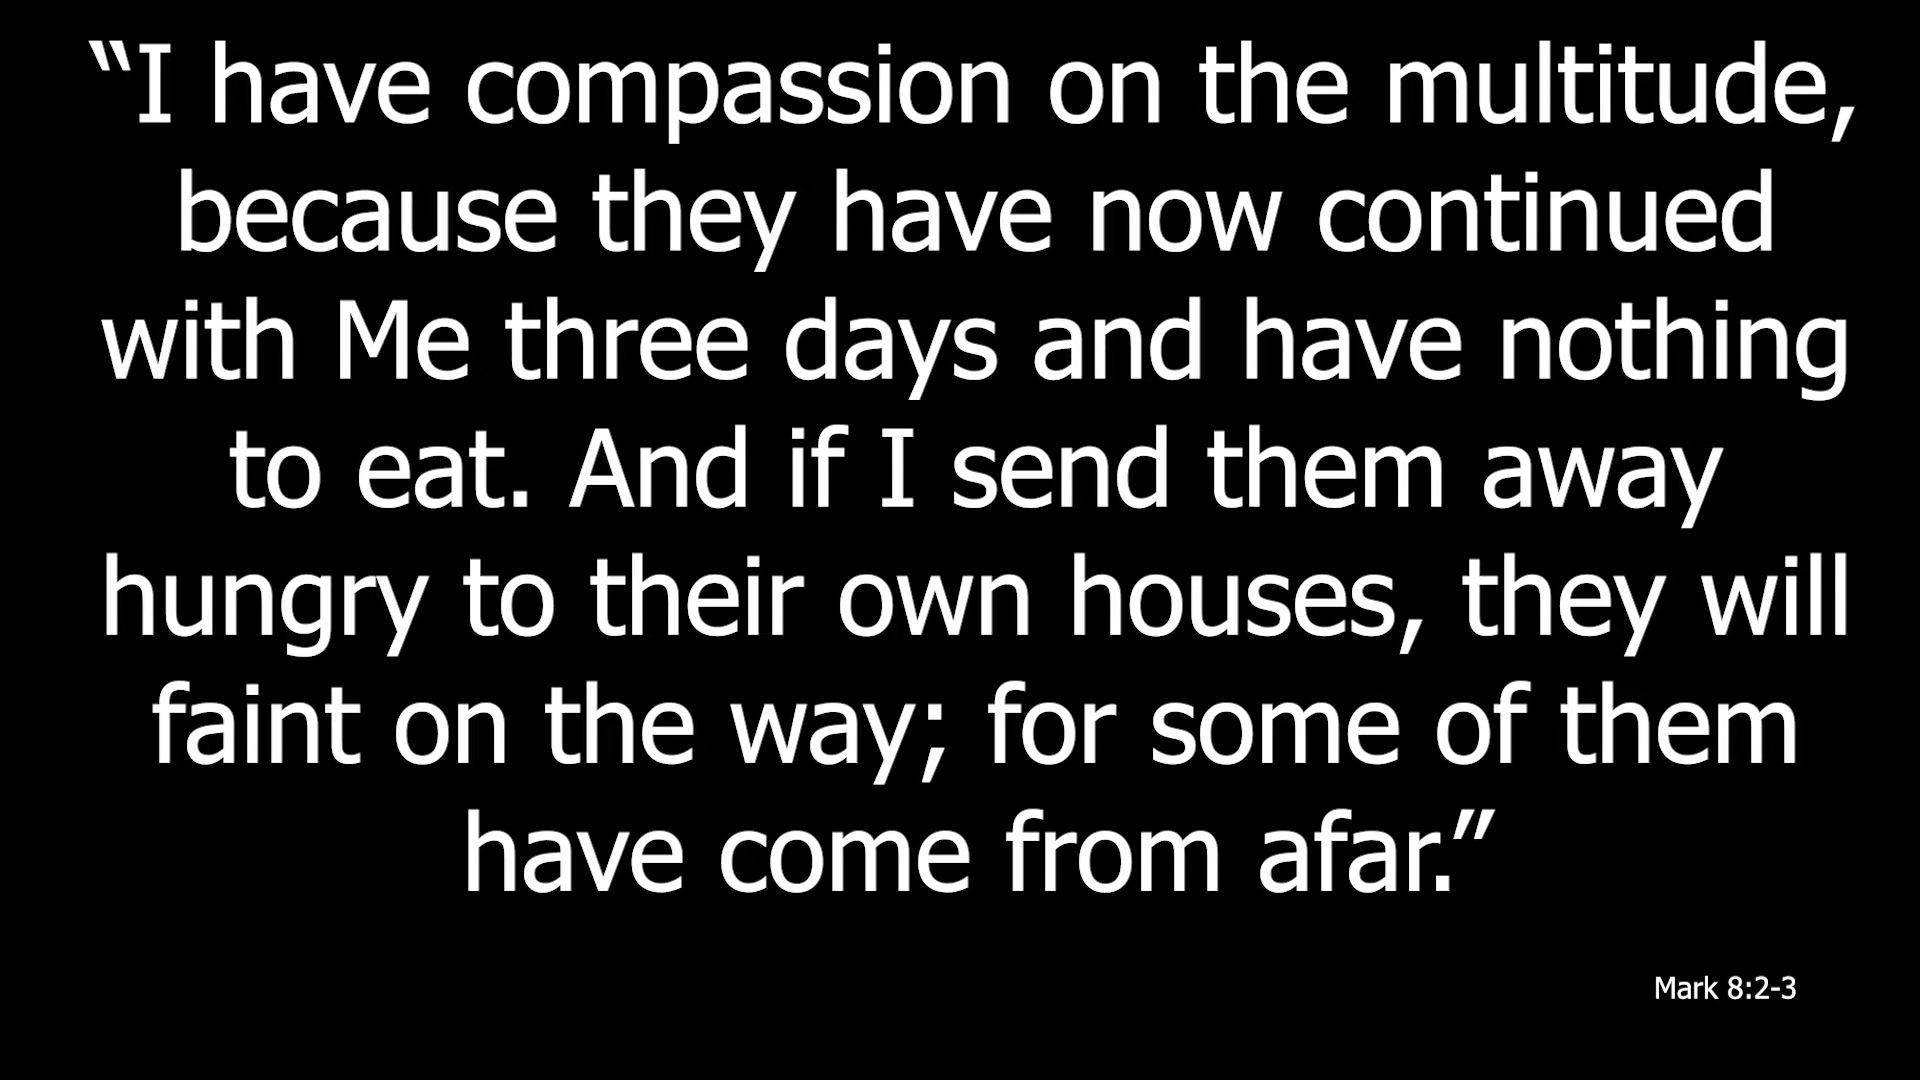 “I have compassion on the multitude,
because they have now continued
with Me three days and have nothing
to eat. And if I send them away
hungry to their own houses, they will
faint on the way; for some of them
have come from afar.”
Mark 8:2-3